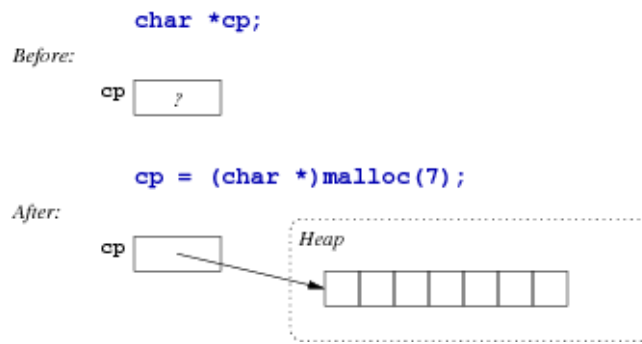 char *cp;
Before:
cp ?
cp = (char *)malloc(7);
After:
cp
Heap